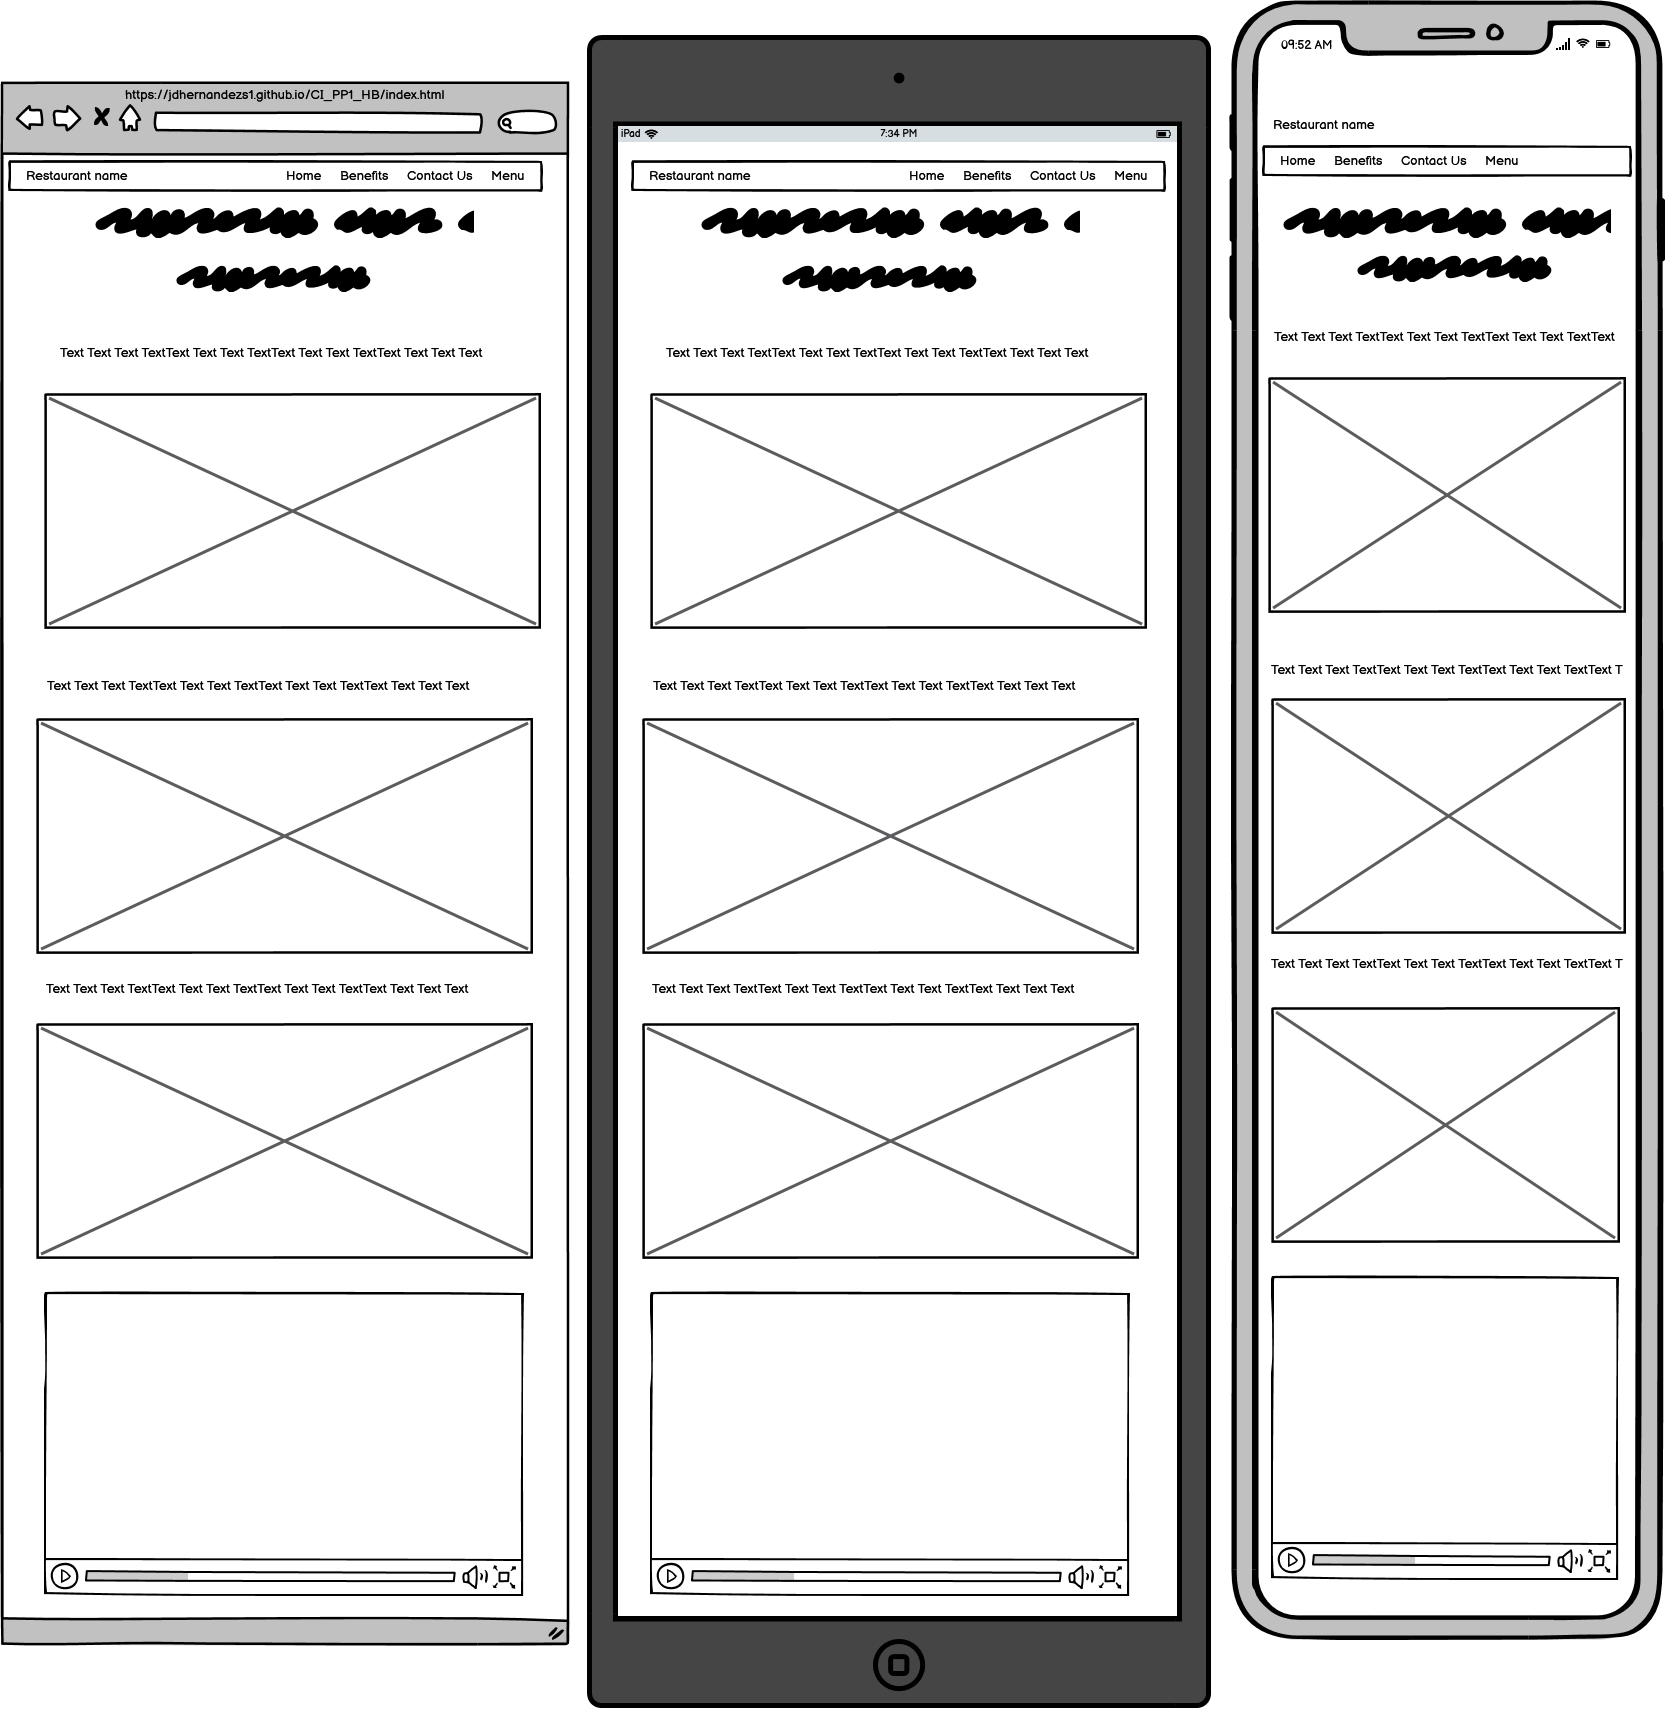 https://jdhernandezs1.github.io/CI_PP1_HB/index.html
Restaurant name Home Benefits Contact Us Menu
Text Text Text TextText Text Text TextText Text Text TextText Text Text Text
Text Text Text TextText Text Text TextText Text Text TextText Text Text Text
Text Text Text TextText Text Text TextText Text Text TextText Text Text Text
iPad 7:34 PM
Restaurant name Home Benefits Contact Us Menu
Text Text Text TextText Text Text TextText Text Text TextText Text Text Text
Text Text Text TextText Text Text TextText Text Text TextText Text Text Text
Text Text Text TextText Text Text TextText Text Text TextText Text Text Text
09:52 AM
Restaurant name
Home Benefits Contact Us Menu
Text Text Text TextText Text Text TextText Text Text TextText
Text Text Text TextText Text Text TextText Text Text TextText T
Text Text Text TextText Text Text TextText Text Text TextText T